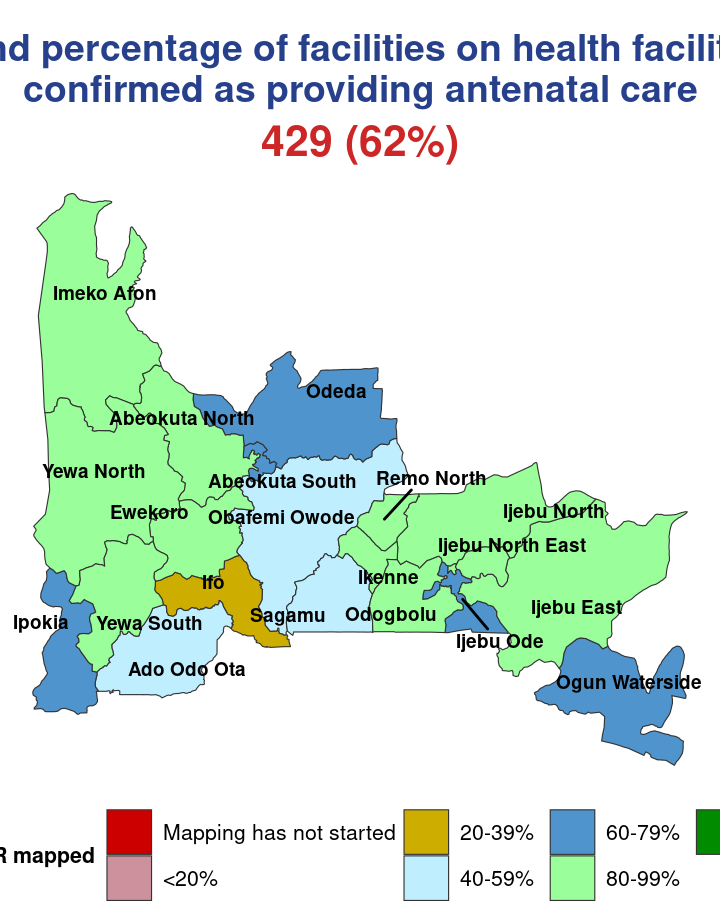 nd percentage of facilities on health facilit
confirmed as providing antenatal care
429 (62%)
Imeko Afon
Odeda
Abeokuta North
Yewa North
Abeokuta South
Remo North
Ewekoro
Obafemi Owode
Ijebu North
Ijebu North East
Ifo
Ikenne
Ipokia
Yewa South
Sagamu
Odogbolu
Ijebu East
Ijebu Ode
Ado Odo Ota
Ogun Waterside
R mapped
Mapping has not started
20-39%
60-79%
<20%
40-59%
80-99%